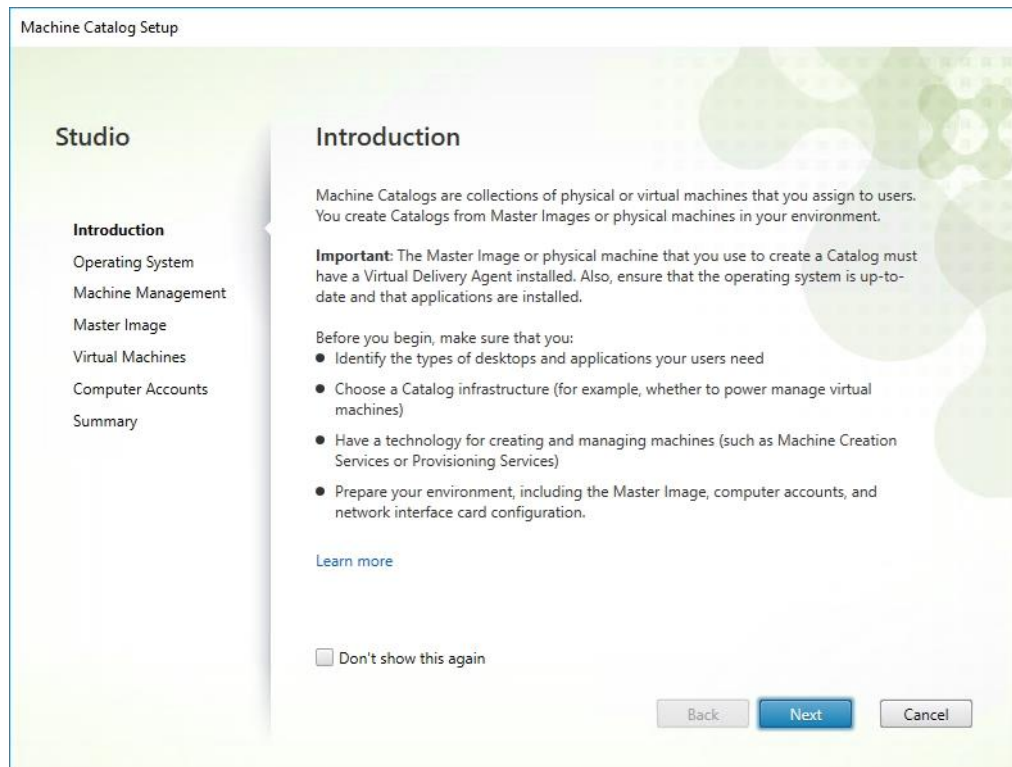 Machine Catalog Setup
Studio
Introduction
Operating System
Machine Management
Master Image
Virtual Machines
Computer Accounts
Summary
Introduction
Machine Catalogs are collections of physical or virtual machines that you assign to users.
You create Catalogs from Master Images or physical machines in your environment.
Important: The Master Image or physical machine that you use to create a Catalog must
have a Virtual Delivery Agent installed. Also, ensure that the operating system is up-to-
date and that applications are installed.
Before you begin, make sure that you:
● Identify the types of desktops and applications your users need
● Choose a Catalog infrastructure (for example, whether to power manage virtual
machines)
● Have a technology for creating and managing machines (such as Machine Creation
Services or Provisioning Services)
● Prepare your environment, including the Master Image, computer accounts, and
network interface card configuration.
Learn more
Don't show this again
Back Next Cancel